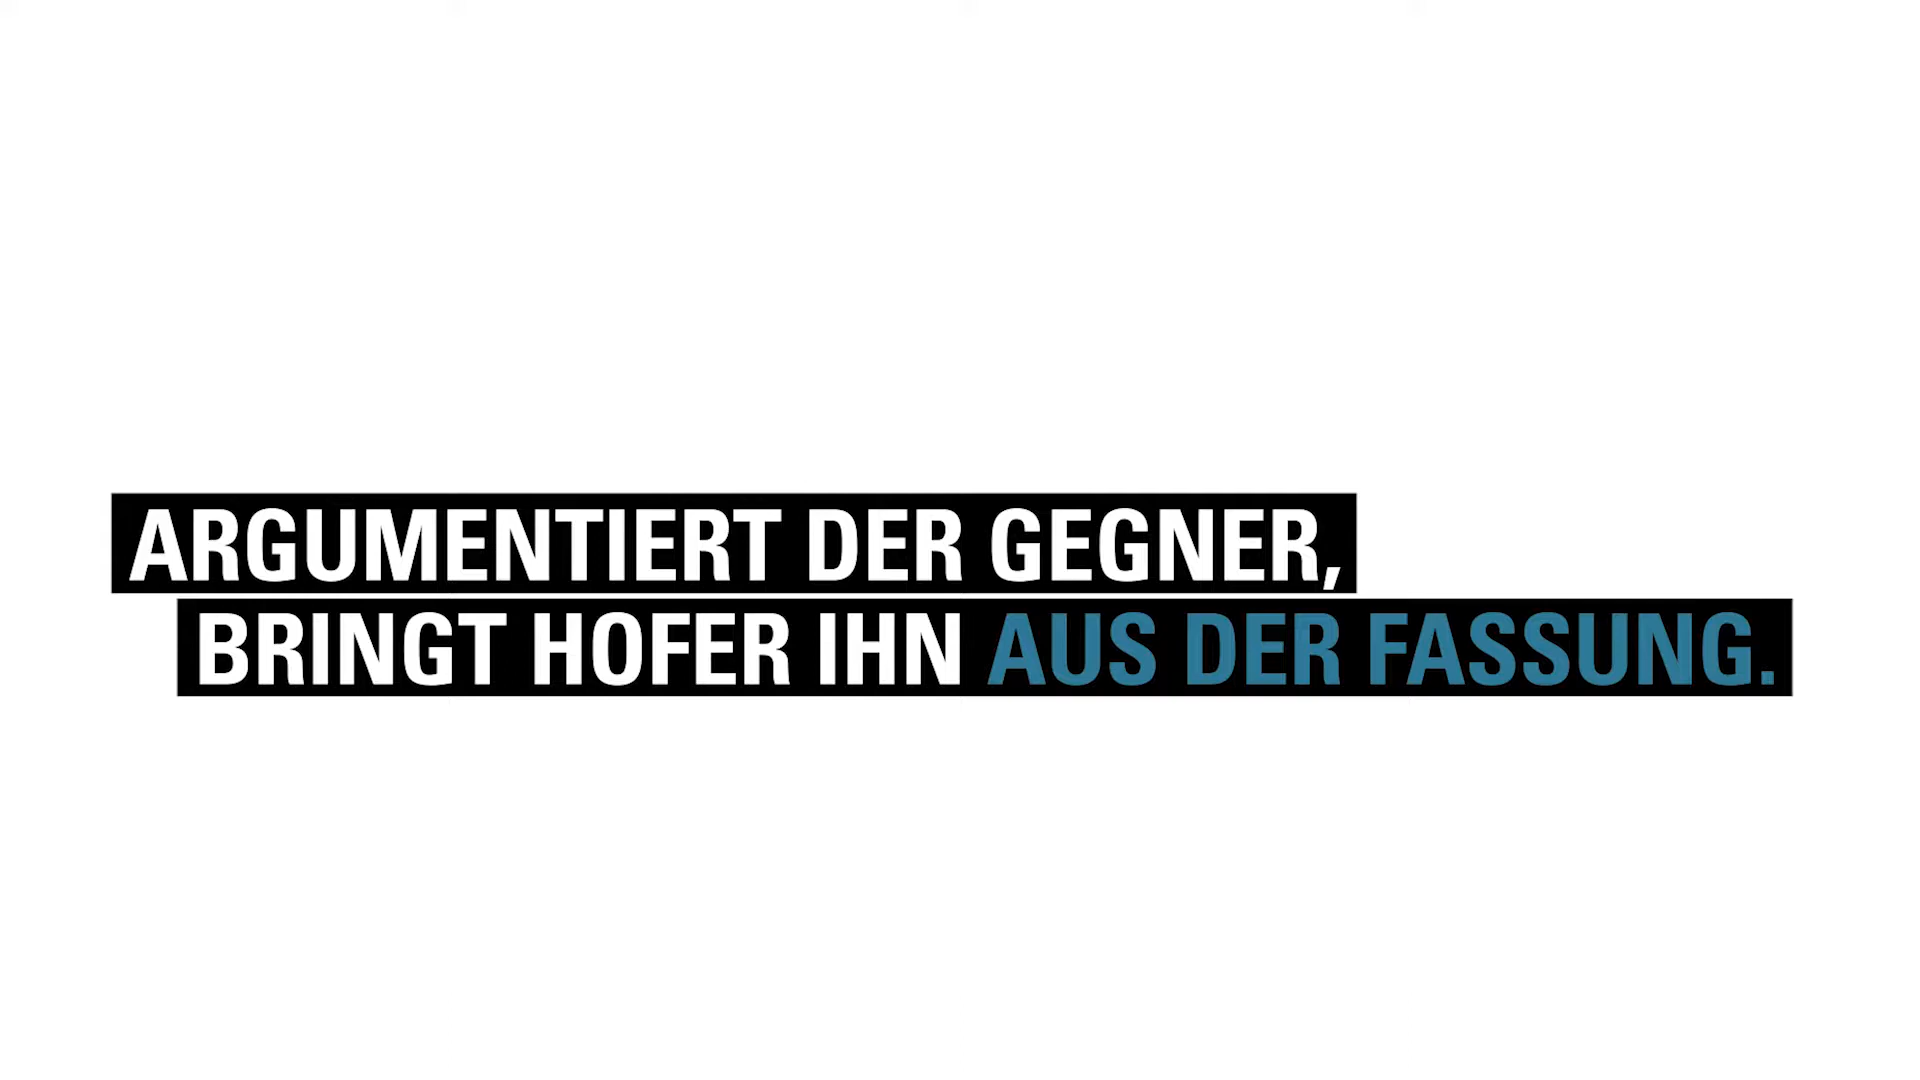 ARGUMENTIERT DER GEGNER,
BRINGT HOFER IHN AUS DER FASSUNG.